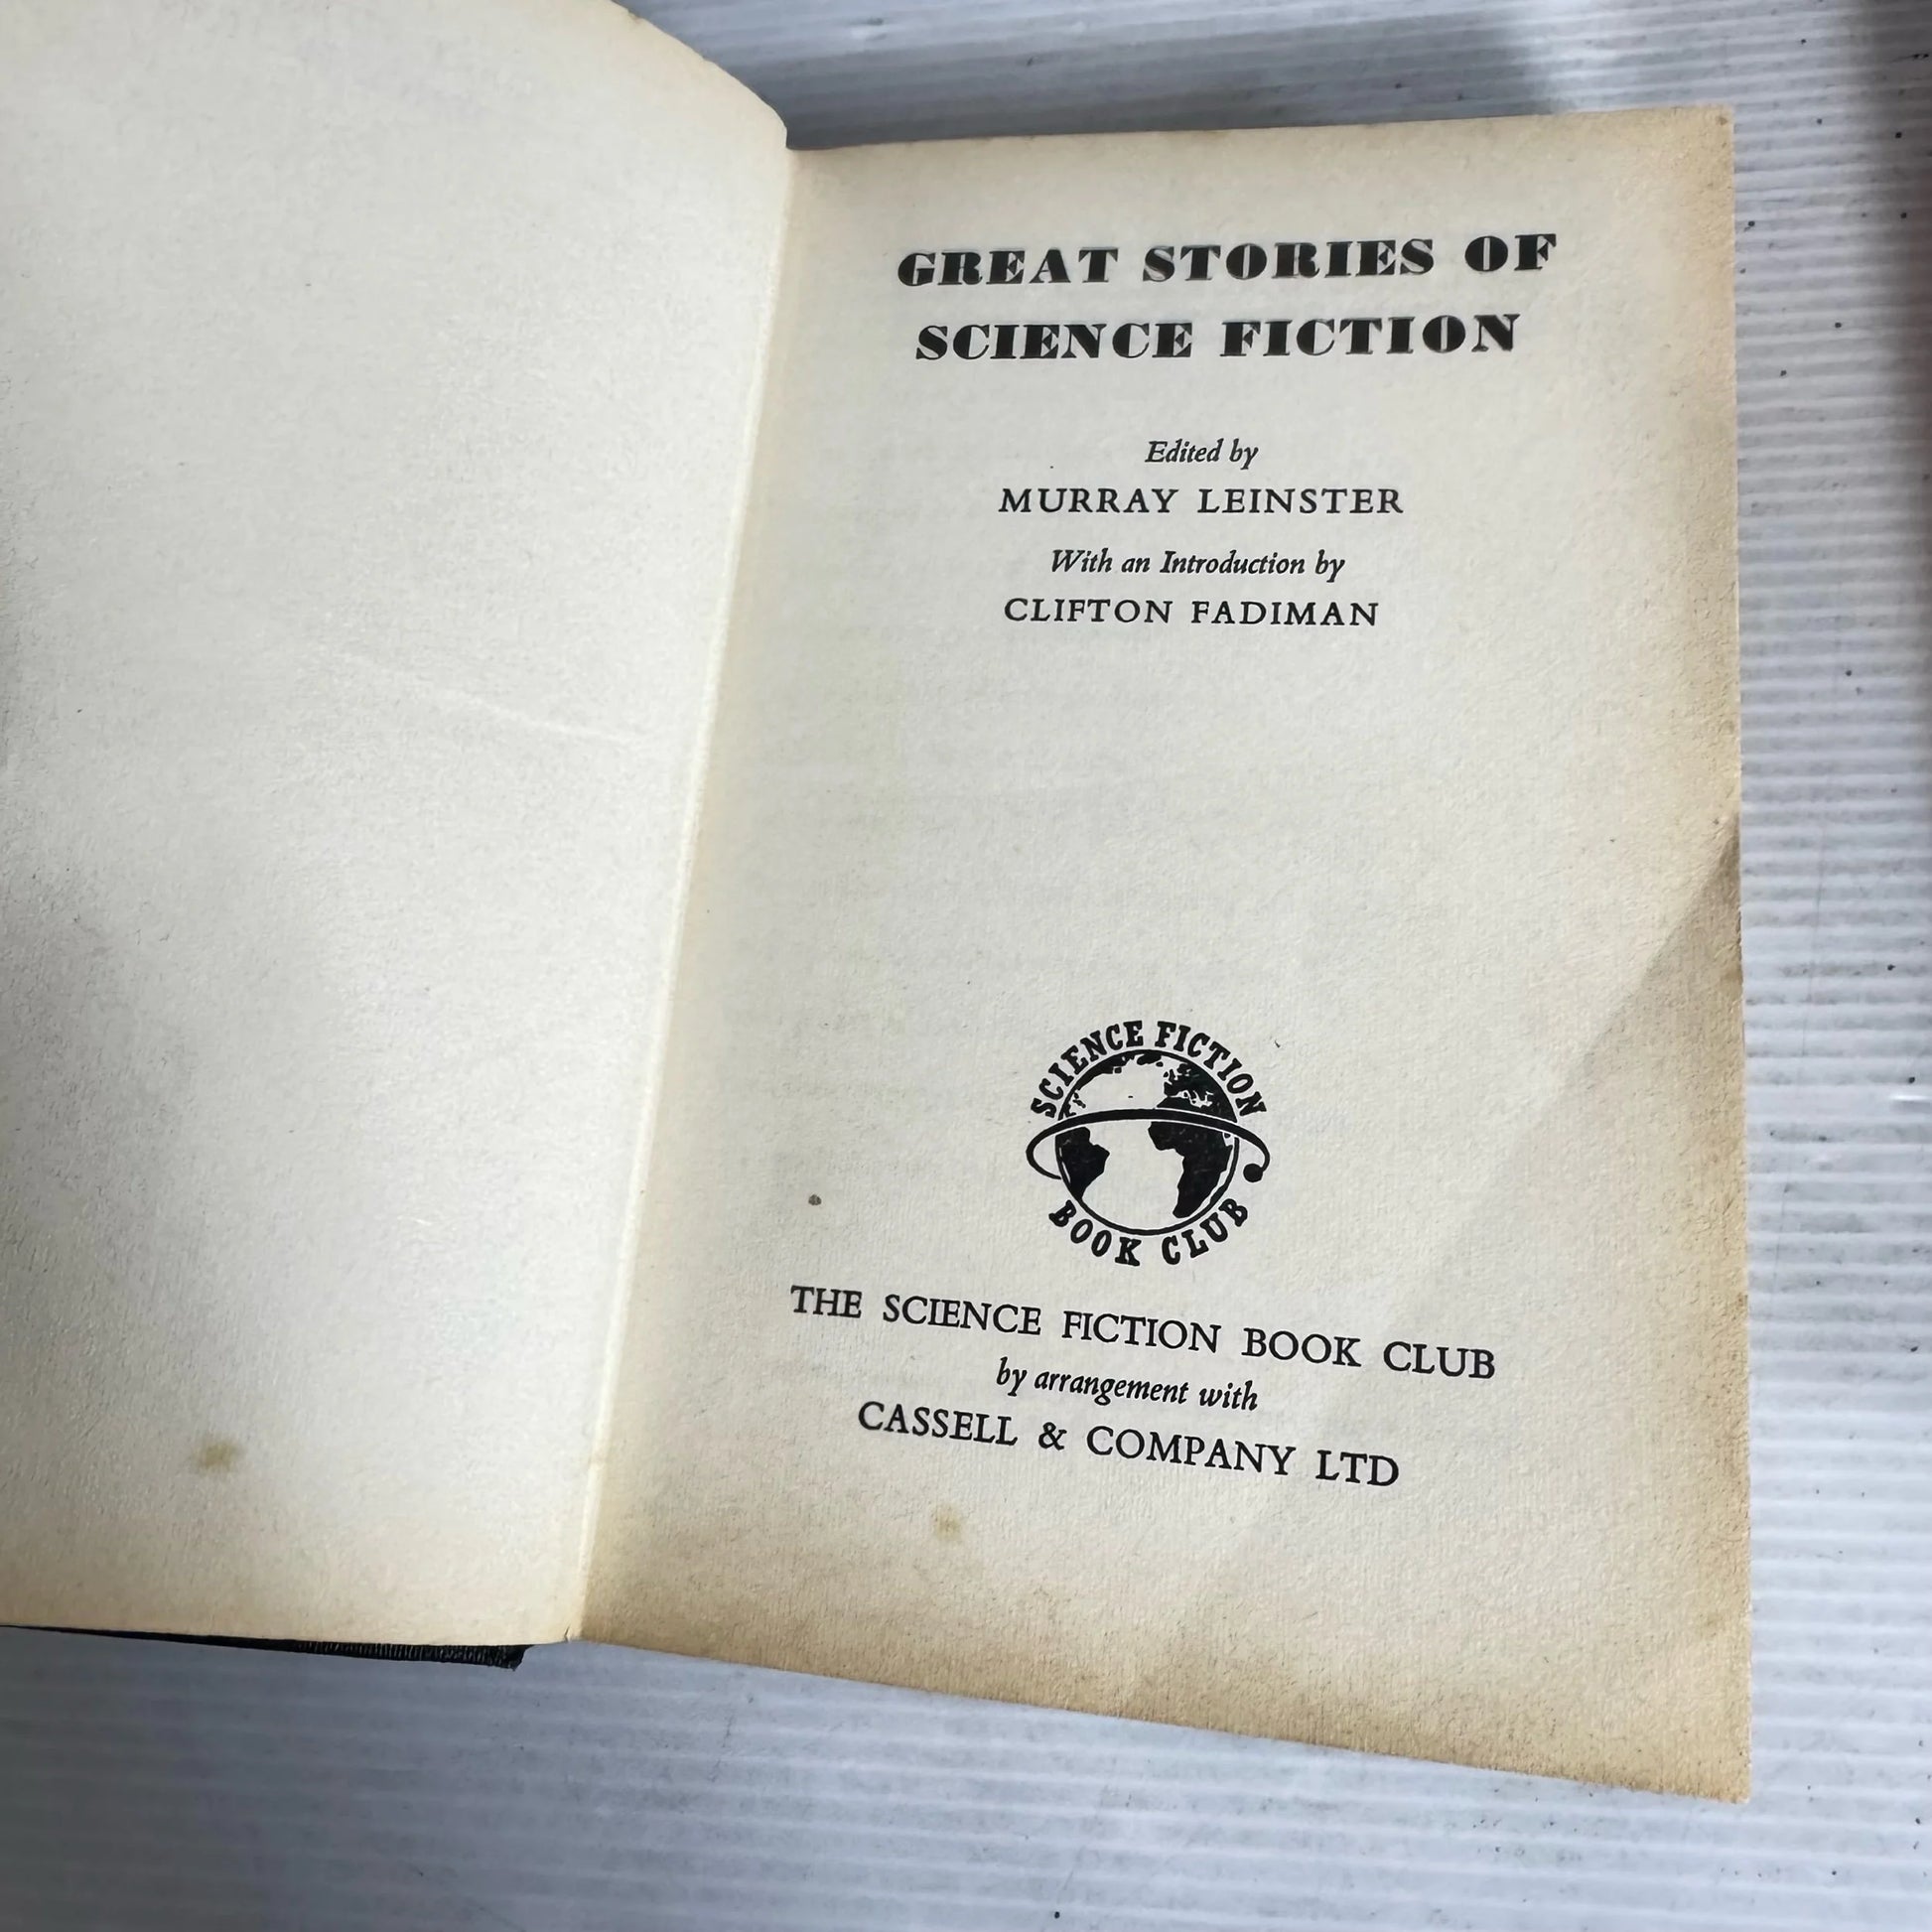 GREAT STORIES OF
SCIENCE FICTION
Edited by
MURRAY LEINSTER
With an Introduction by
CLIFTON FADIMAN
SCIENCE FICTION
BOOK CLUB
THE SCIENCE FICTION BOOK CLUB
by arrangement with
CASSELL & COMPANY LTD